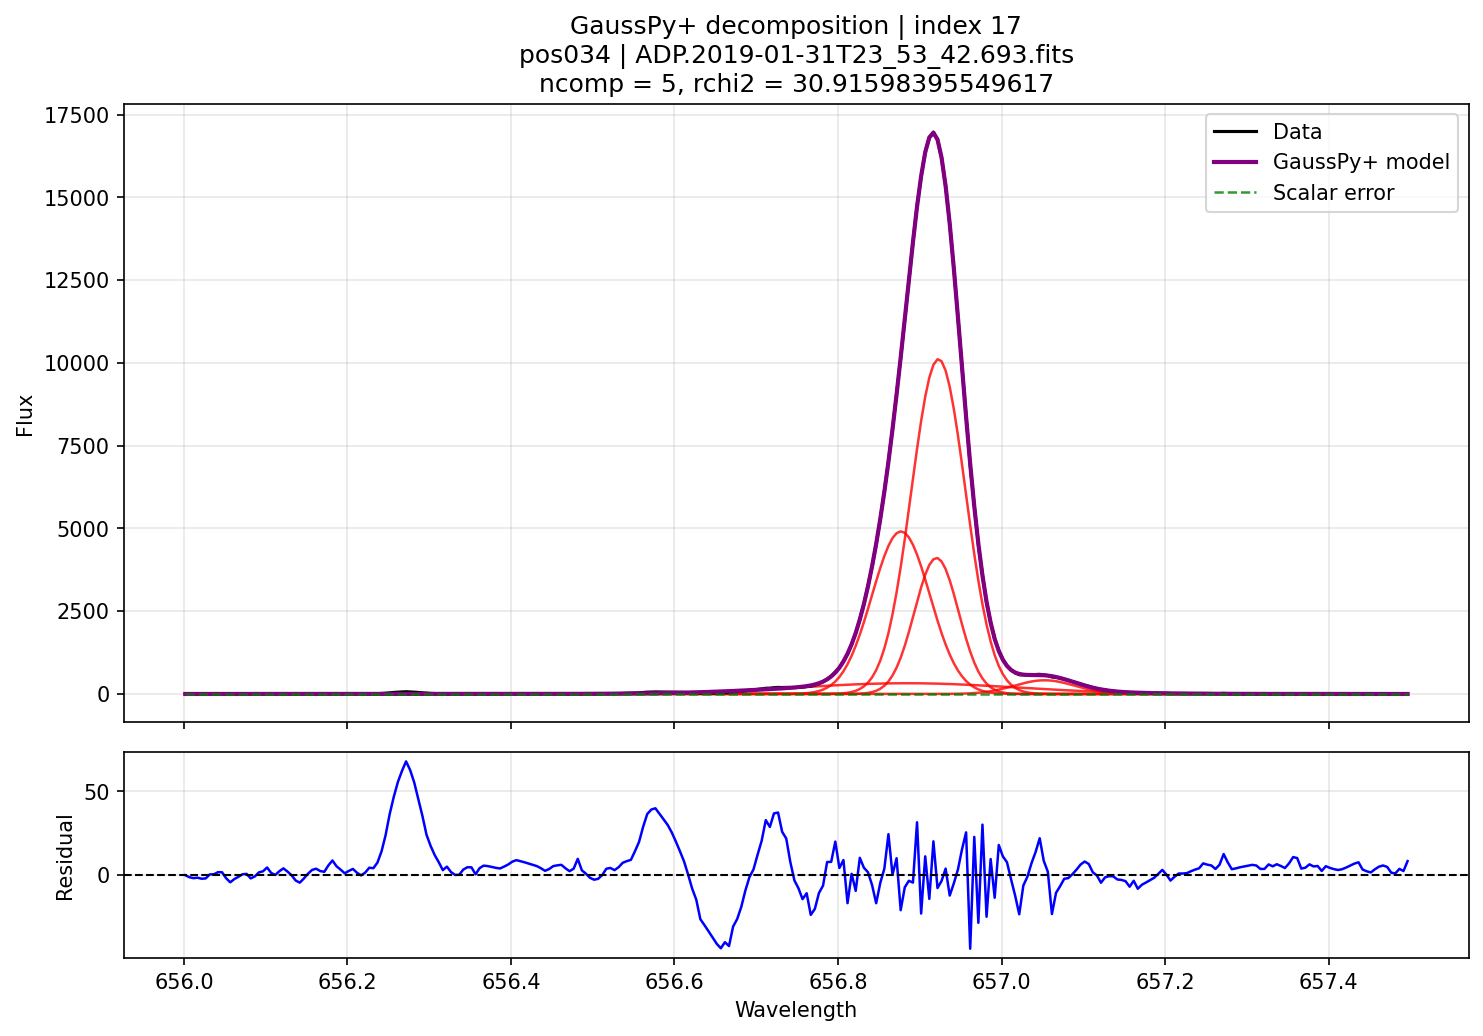 GaussPy+ decomposition | index 17
pos034 | ADP.2019-01-31T23_53_42.693.fits
ncomp = 5, rchi2 = 30.91598395549617
17500
15000
12500
10000
7500
5000
2500
0
Flux
Data
GaussPy+ model
Scalar error
50
0
Residual
656.0 656.2 656.4 656.6 656.8 657.0 657.2 657.4
Wavelength